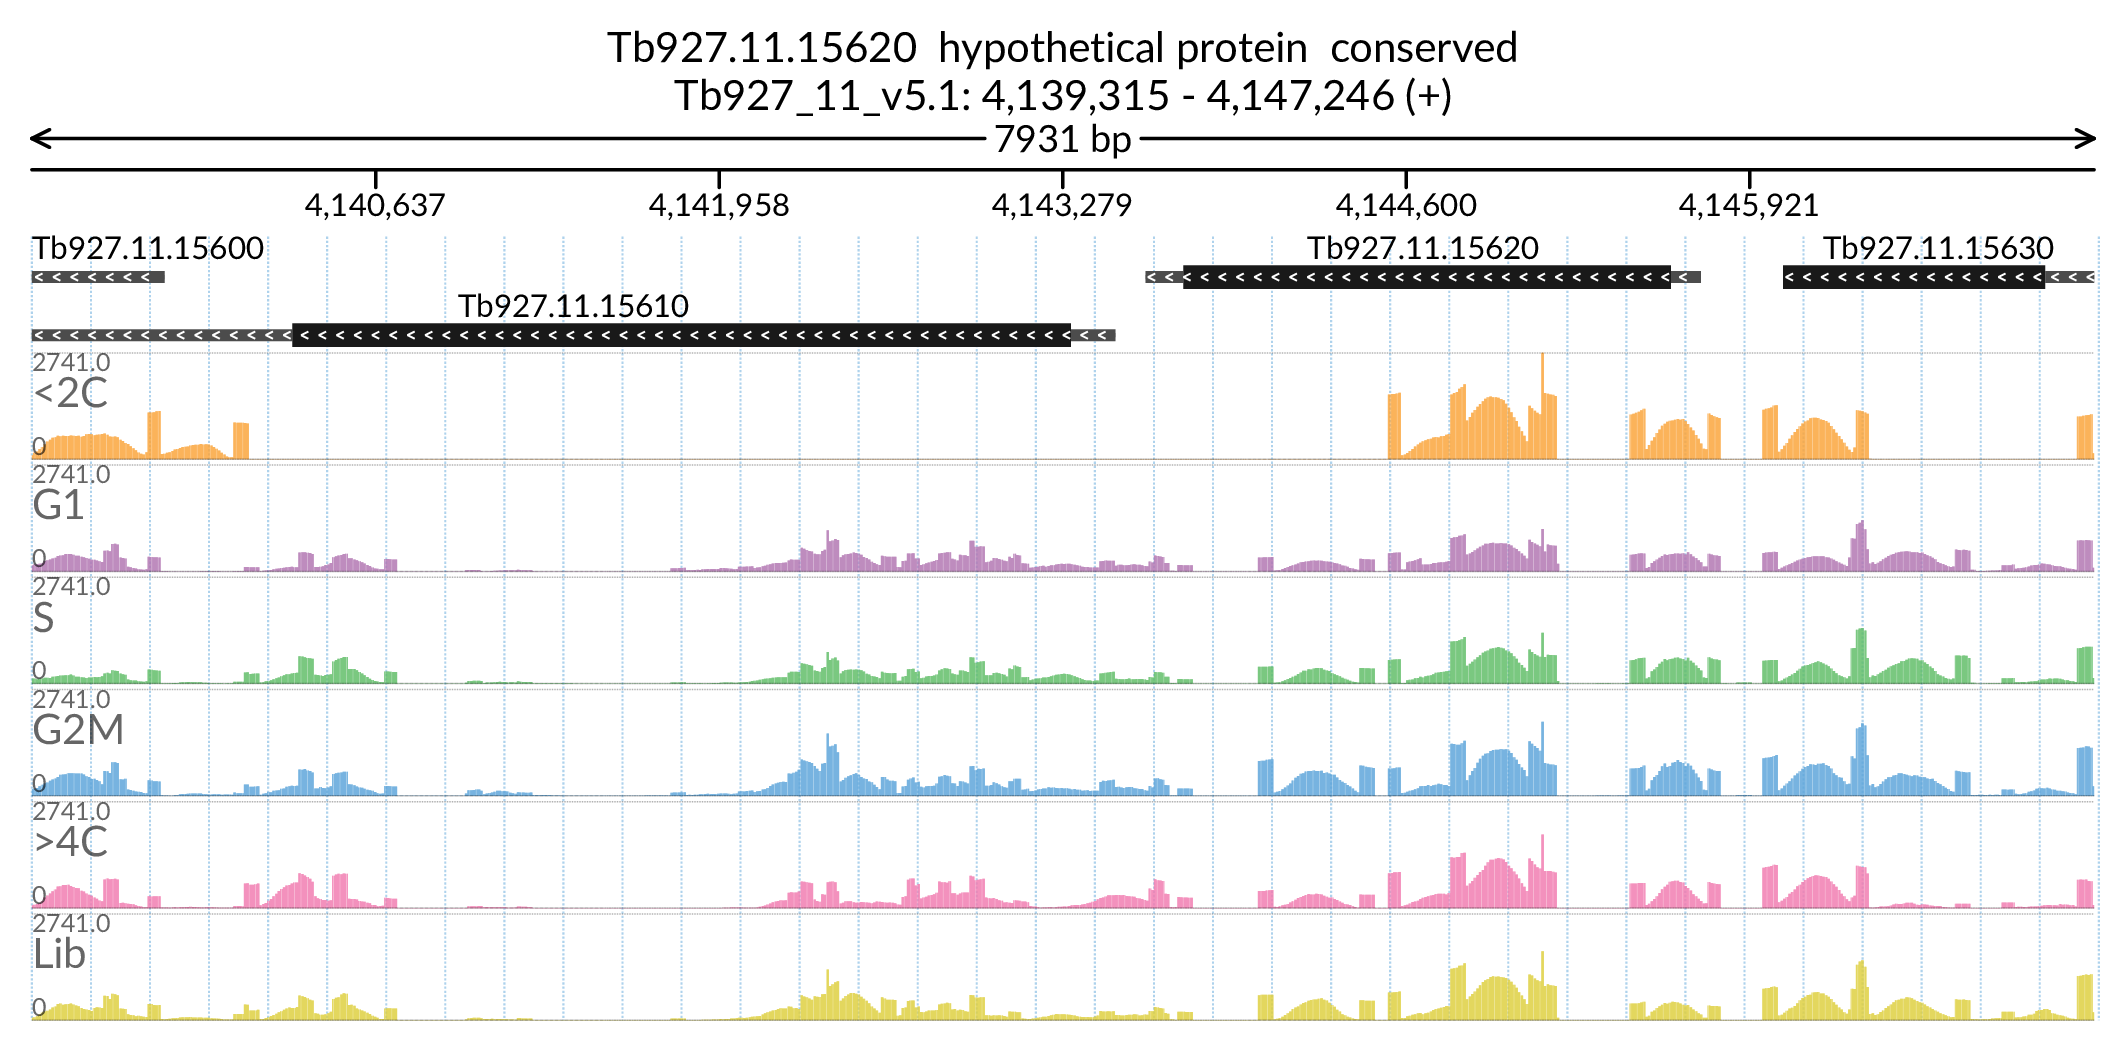 Tb927.11.15620 hypothetical protein conserved
Tb927_11_v5.1: 4,139,315 - 4,147,246 (+)
7931 bp
4,140,637 4,141,958 4,143,279 4,144,600 4,145,921
Tb927.11.15600 Tb927.11.15620 Tb927.11.15630
Tb927.11.15610
2741.0
<2C
0
2741.0
G1
0
2741.0
S
0
2741.0
G2M
0
2741.0
>4C
0
2741.0
Lib
0